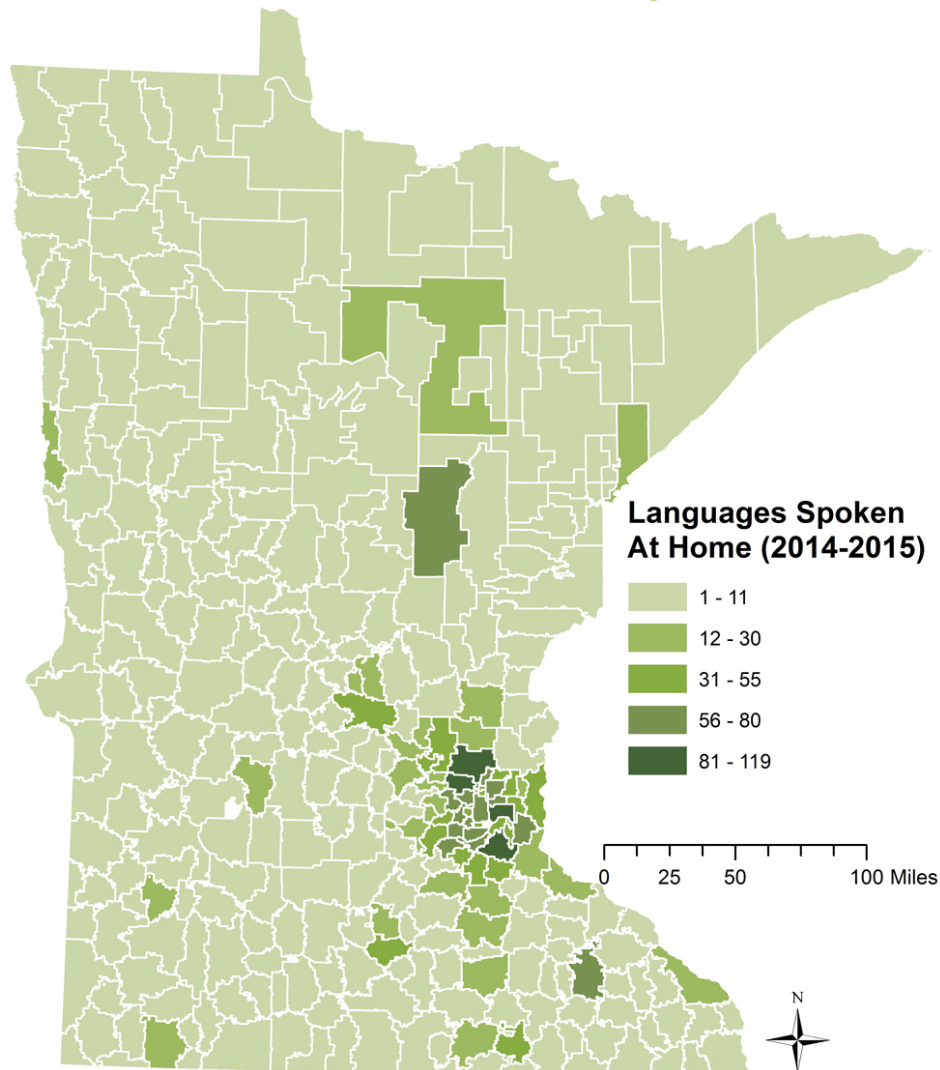 Languages Spoken
At Home (2014-2015)
1 - 11
12 - 30
31 - 55
56 - 80
81 - 119
0 25 50 100 Miles
N